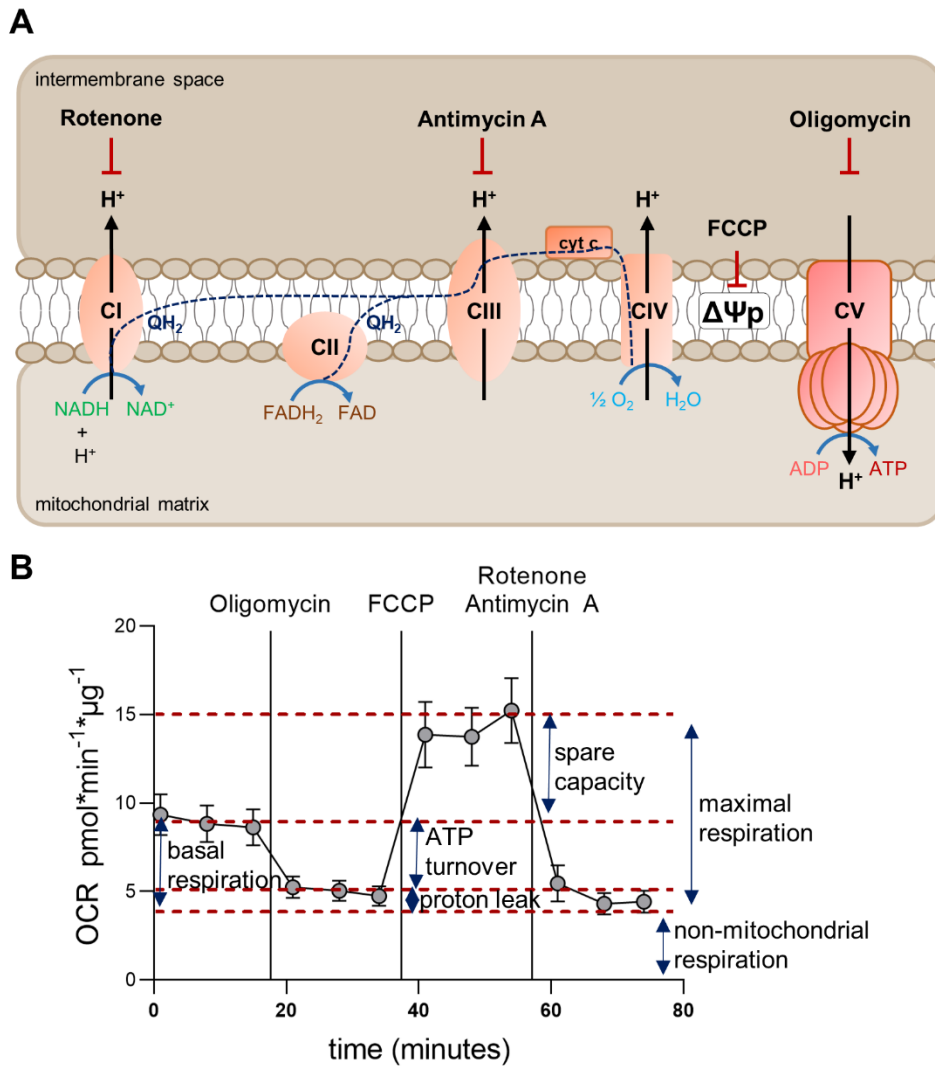 A
intermembrane space
Rotenone
Antimycin A
Oligomycin
H⁺
H⁺
H⁺
FCCP
cyt c
CI
QH₂
CII
QH₂
CIII
CIV
ΔΨp
CV
NADH
NAD⁺
+
H⁺
FADH₂
FAD
½ O₂
H₂O
ADP
ATP
H⁺
mitochondrial matrix
B
Oligomycin
FCCP
Rotenone
Antimycin A
OCR pmol*min⁻¹*µg⁻¹
20
15
10
5
0
basal
respiration
ATP
turnover
proton leak
spare
capacity
maximal
respiration
non-mitochondrial
respiration
0
20
40
60
80
time (minutes)